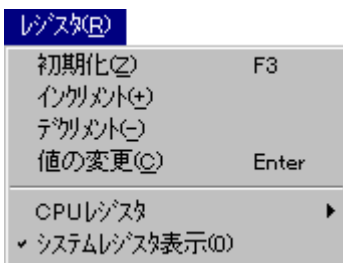 ﾚｼﾞｽﾀ(R)
初期化(Z) F3
ｲﾝｸﾘﾒﾝﾄ(+)
ﾃﾞｸﾘﾒﾝﾄ(-)
値の変更(C) Enter
CPUﾚｼﾞｽﾀ
ｼｽﾃﾑﾚｼﾞｽﾀ表示(0)